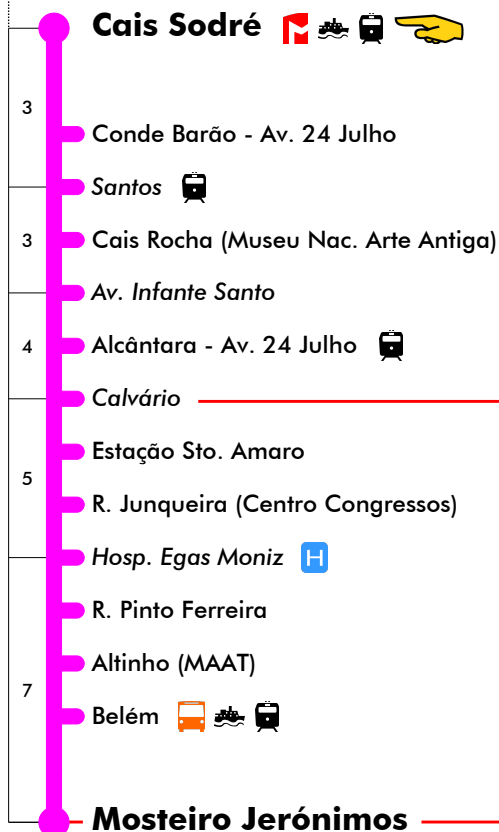 Cais Sodré
3
Conde Barão - Av. 24 Julho
Santos
3
Cais Rocha (Museu Nac. Arte Antiga)
Av. Infante Santo
4
Alcântara - Av. 24 Julho
Calvário
Estação Sto. Amaro
5
R. Junqueira (Centro Congressos)
Hosp. Egas Moniz H
R. Pinto Ferreira
Altinho (MAAT)
7
Belém
Mosteiro Jerónimos